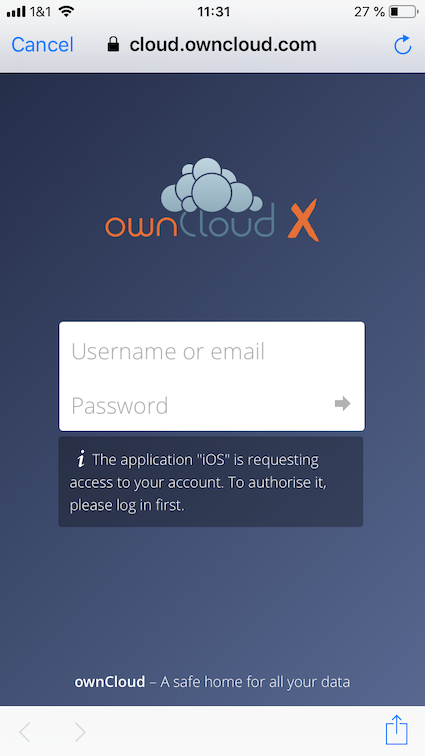 1&1 11:31 27 %
Cancel cloud.owncloud.com
ownCloud X
Username or email
Password
i The application "iOS" is requesting
access to your account. To authorise it,
please log in first.
ownCloud – A safe home for all your data